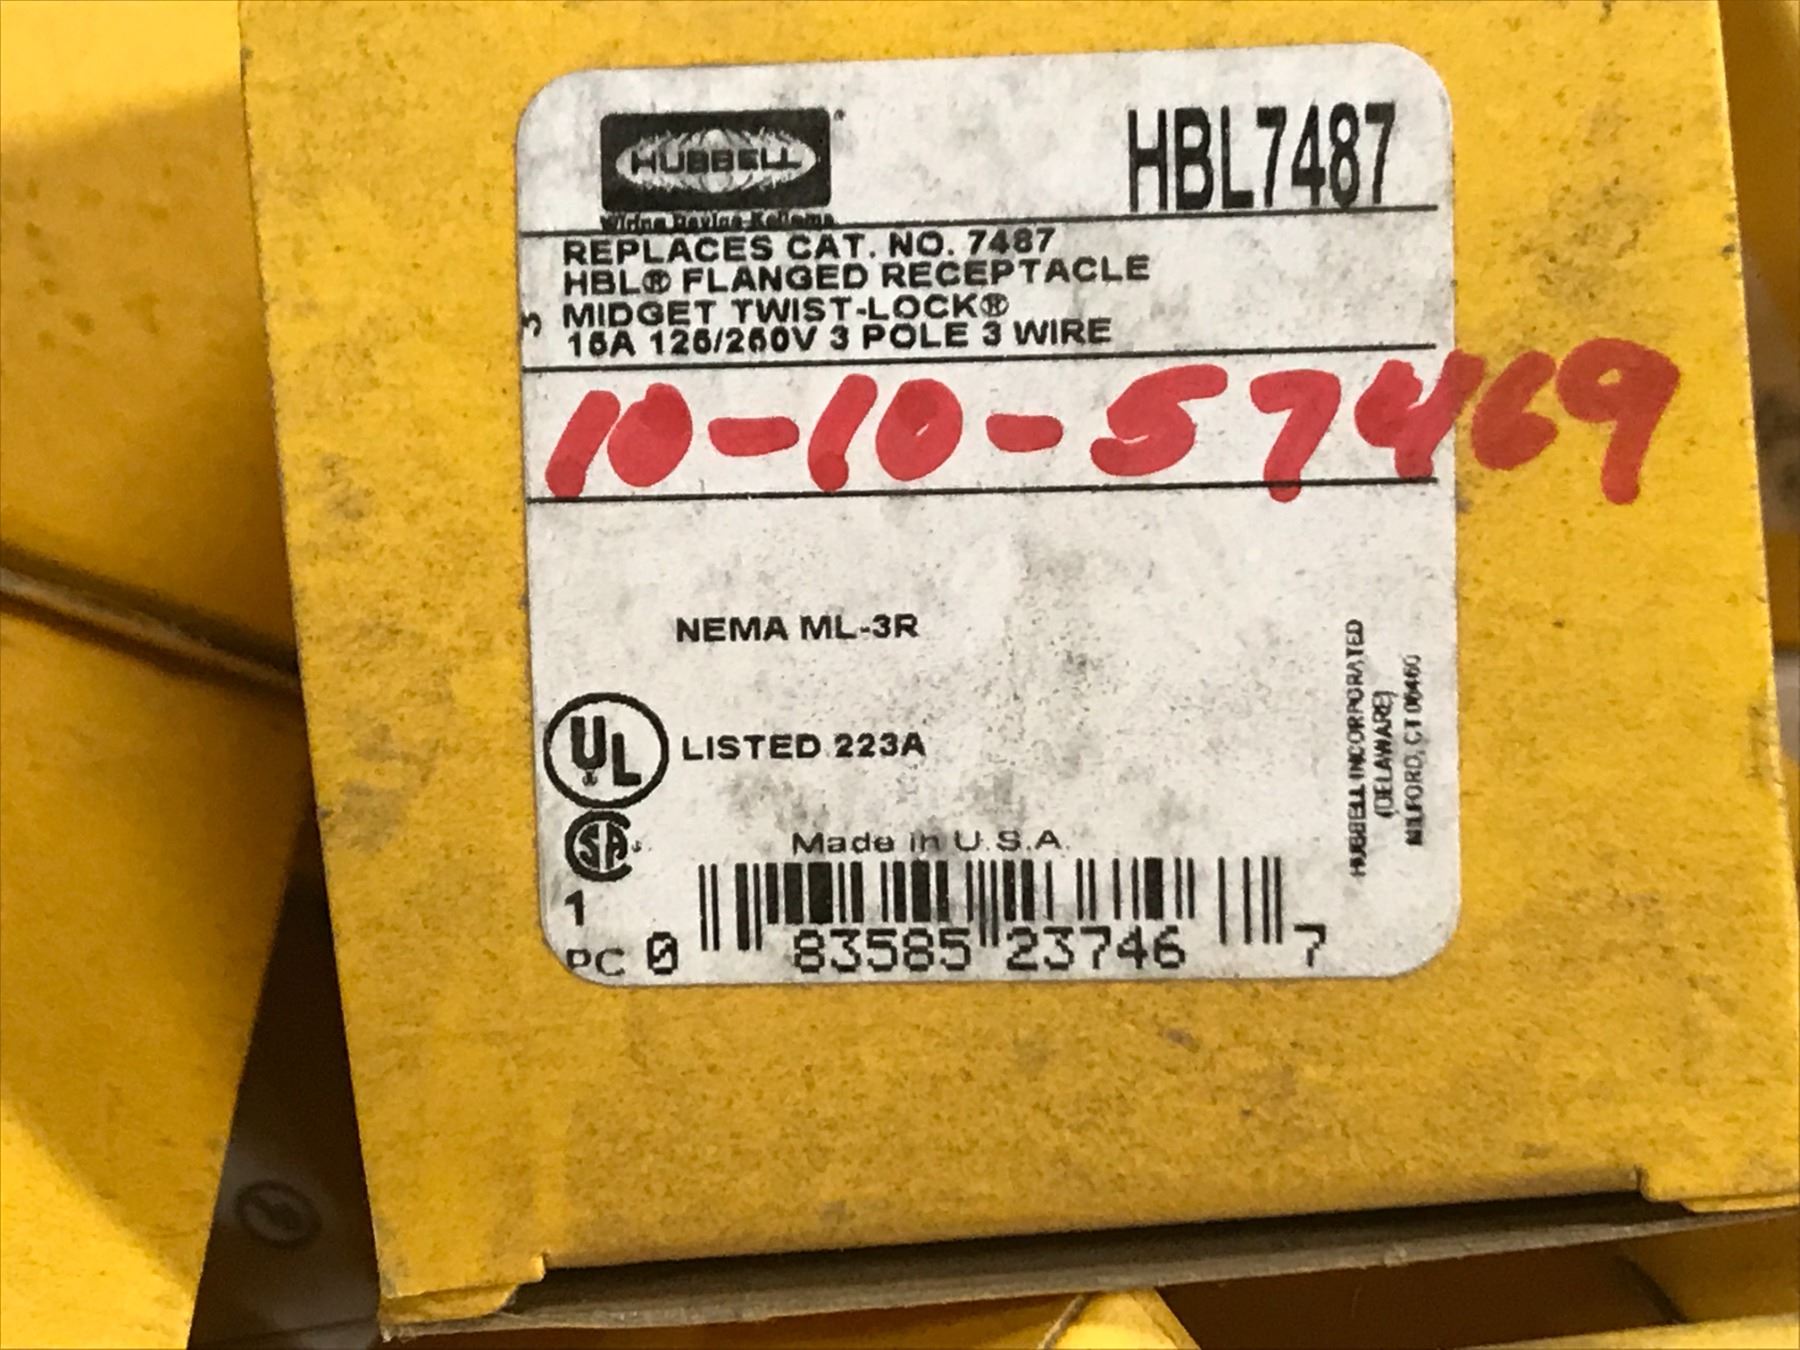 HUBBELL®
Wiring Device-Kellems
HBL7487
REPLACES CAT. NO. 7487
HBL® FLANGED RECEPTACLE
MIDGET TWIST-LOCK®
15A 125/250V 3 POLE 3 WIRE
10-10-57469
NEMA ML-3R
UL LISTED 223A
SA
Made in U.S.A.
1
PC 0 83585 23746 7
HUBBELL INCORPORATED
(DELAWARE)
MILFORD, CT 06460